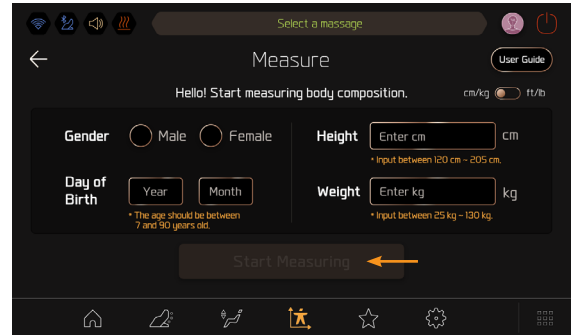 Select a massage
Measure
User Guide
Hello! Start measuring body composition.
cm/kg ft/lb
Gender Male Female
Height Enter cm cm
* Input between 120 cm ~ 205 cm.
Day of
Birth
Year Month
* The age should be between
7 and 90 years old.
Weight Enter kg kg
* Input between 25 kg ~ 130 kg.
Start Measuring